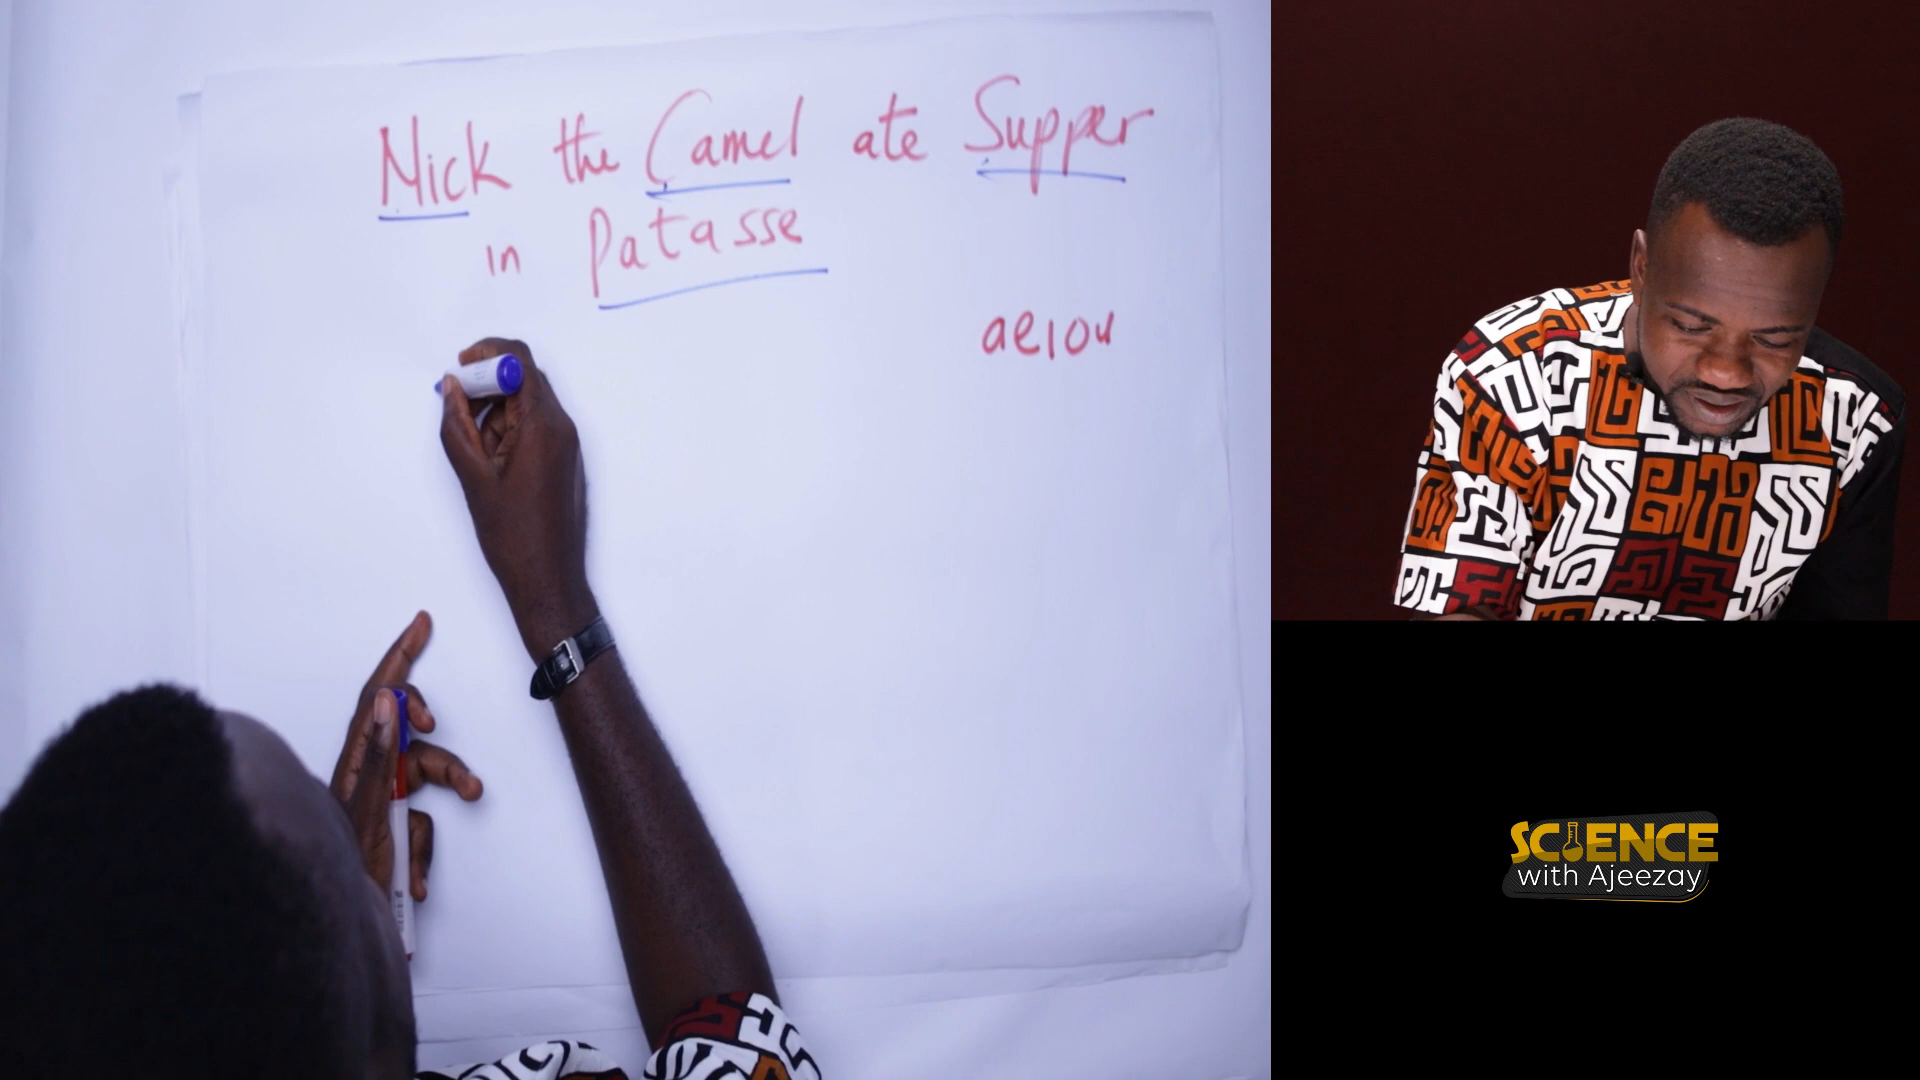 Nick the Camel ate Supper
in Patasse
aeiou
SCIENCE
with Ajeezay